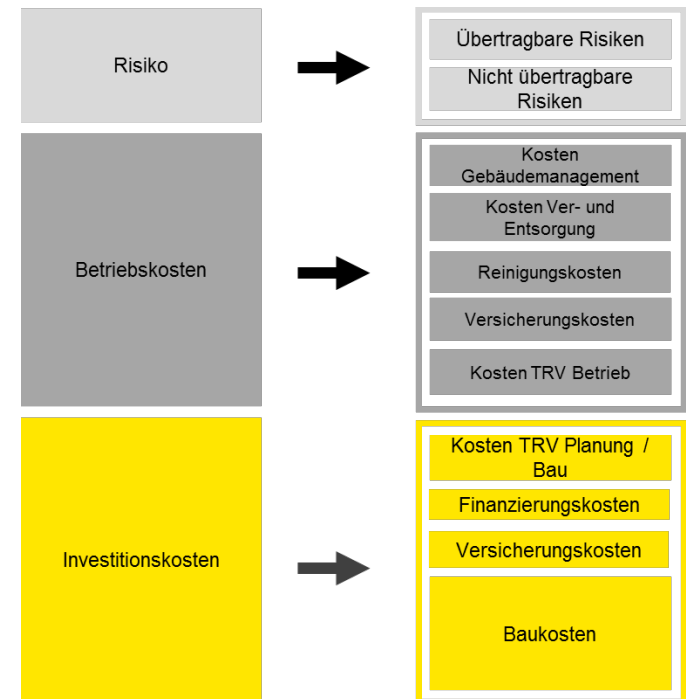 Risiko
Übertragbare Risiken
Nicht übertragbare
Risiken
Betriebskosten
Kosten
Gebäudemanagement
Kosten Ver- und
Entsorgung
Reinigungskosten
Versicherungskosten
Kosten TRV Betrieb
Investitionskosten
Kosten TRV Planung /
Bau
Finanzierungskosten
Versicherungskosten
Baukosten